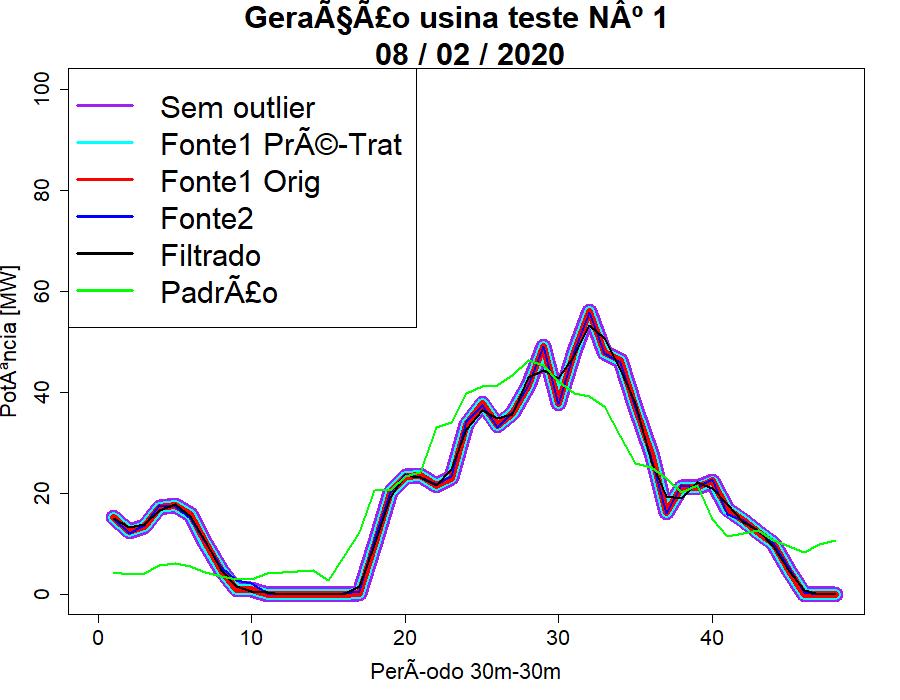 GeraÃ§Ã£o usina teste NÂº 1
08 / 02 / 2020
Sem outlier
Fonte1 PrÃ©-Trat
Fonte1 Orig
Fonte2
Filtrado
PadrÃ£o
PotÃªncia [MW]
100
80
60
40
20
0
0 10 20 30 40
PerÃ­-odo 30m-30m